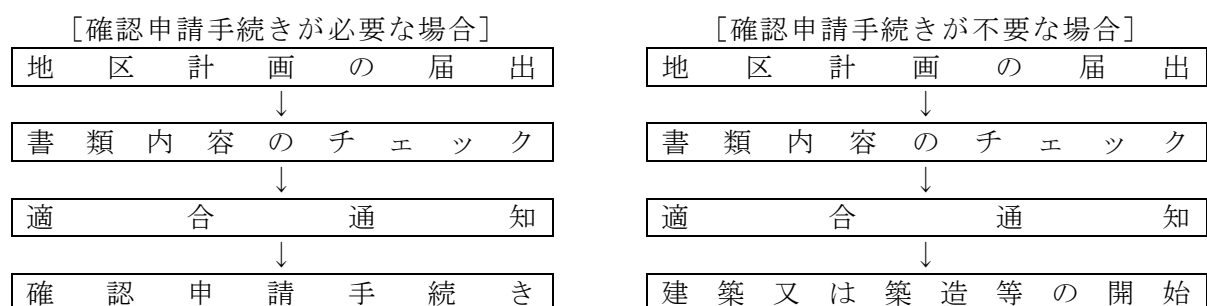 ［確認申請手続きが必要な場合］
地区計画の届出
↓
書類内容のチェック
↓
適合通知
↓
確認申請手続き
［確認申請手続きが不要な場合］
地区計画の届出
↓
書類内容のチェック
↓
適合通知
↓
建築又は築造等の開始